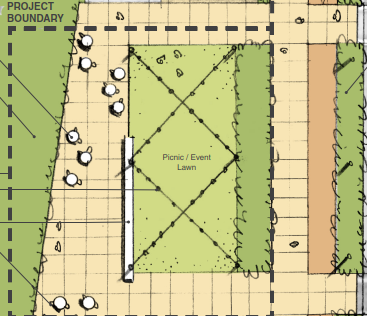 PROJECT
BOUNDARY
Picnic / Event
Lawn